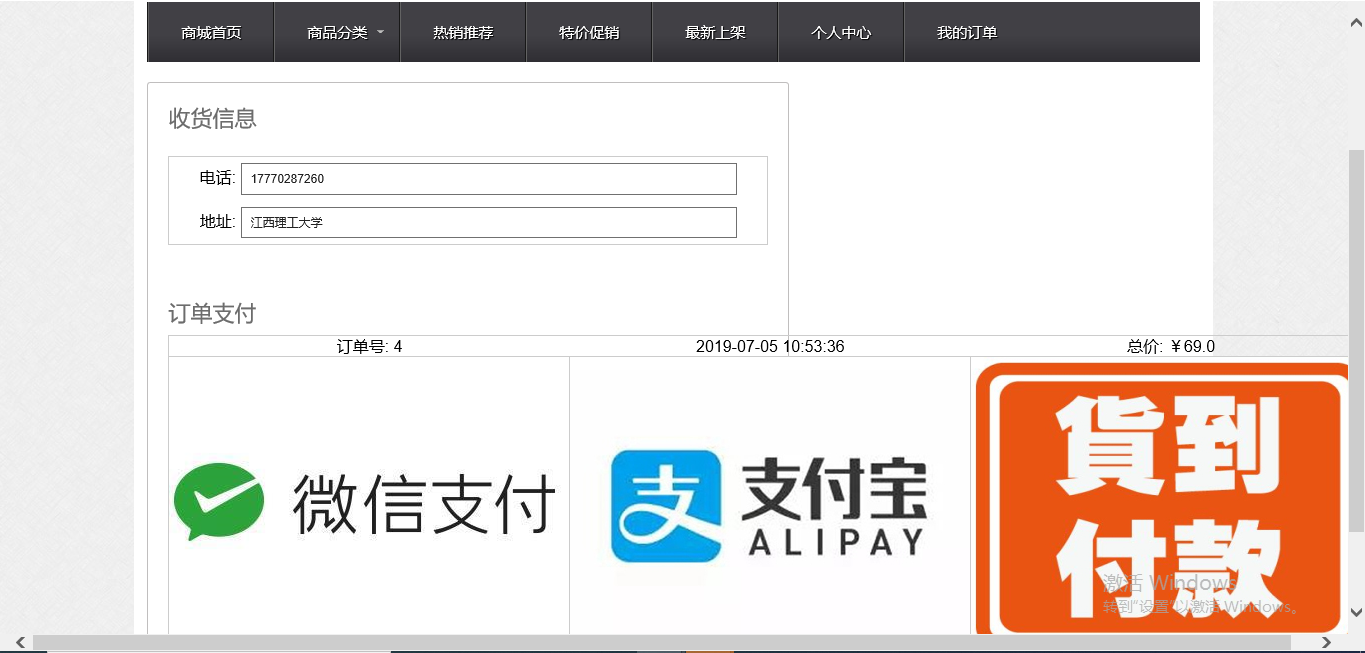 商城首页 商品分类 热销推荐 特价促销 最新上架 个人中心 我的订单
收货信息
电话: 17770287260
地址: 江西理工大学
订单支付
订单号: 4 2019-07-05 10:53:36 总价: ￥69.0
微信支付
支付宝
ALIPAY
貨到
付款
激活 Windows
转到"设置"以激活 Windows。